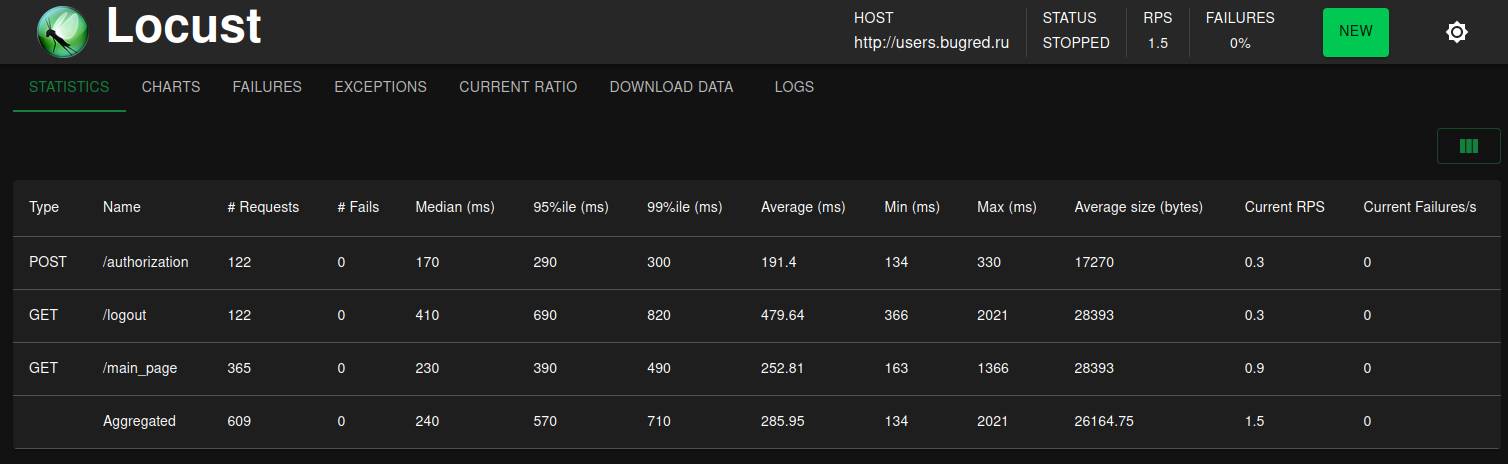 Locust
HOST
http://users.bugred.ru
STATUS
STOPPED
RPS
1.5
FAILURES
0%
NEW
STATISTICS CHARTS FAILURES EXCEPTIONS CURRENT RATIO DOWNLOAD DATA LOGS
Type Name # Requests # Fails Median (ms) 95%ile (ms) 99%ile (ms) Average (ms) Min (ms) Max (ms) Average size (bytes) Current RPS Current Failures/s
POST /authorization 122 0 170 290 300 191.4 134 330 17270 0.3 0
GET /logout 122 0 410 690 820 479.64 366 2021 28393 0.3 0
GET /main_page 365 0 230 390 490 252.81 163 1366 28393 0.9 0
Aggregated 609 0 240 570 710 285.95 134 2021 26164.75 1.5 0